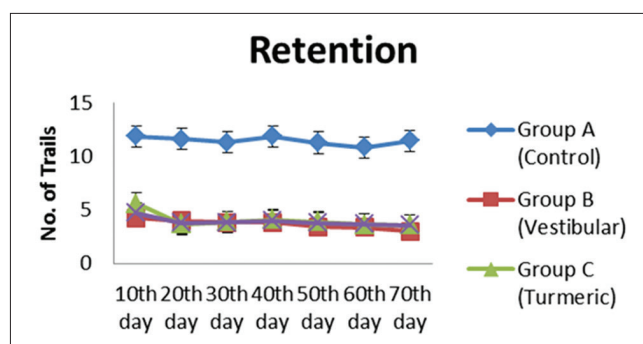 Retention
15
10
5
0
No. of Trails
10th 20th 30th 40th 50th 60th 70th
day day day day day day day
Group A
(Control)
Group B
(Vestibular)
Group C
(Turmeric)